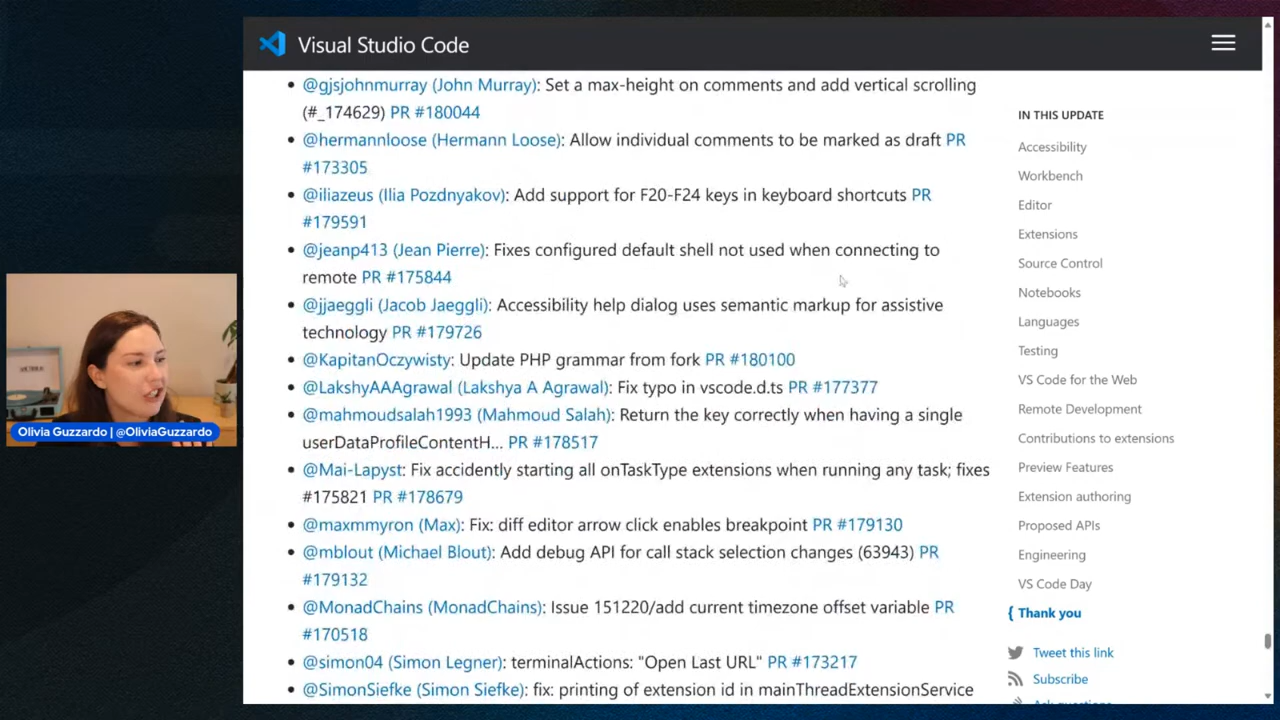 Visual Studio Code
@gjsjohnmurray (John Murray): Set a max-height on comments and add vertical scrolling
(#_174629) PR #180044
@hermannloose (Hermann Loose): Allow individual comments to be marked as draft PR
#173305
@iliazeus (Ilia Pozdnyakov): Add support for F20-F24 keys in keyboard shortcuts PR
#179591
@jeanp413 (Jean Pierre): Fixes configured default shell not used when connecting to
remote PR #175844
@jjaeggli (Jacob Jaeggli): Accessibility help dialog uses semantic markup for assistive
technology PR #179726
@KapitanOczywisty: Update PHP grammar from fork PR #180100
@LakshyAAAgrawal (Lakshya A Agrawal): Fix typo in vscode.d.ts PR #177377
@mahmoudsalah1993 (Mahmoud Salah): Return the key correctly when having a single
userDataProfileContentH... PR #178517
@Mai-Lapyst: Fix accidently starting all onTaskType extensions when running any task; fixes
#175821 PR #178679
@maxmmyron (Max): Fix: diff editor arrow click enables breakpoint PR #179130
@mblout (Michael Blout): Add debug API for call stack selection changes (63943) PR
#179132
@MonadChains (MonadChains): Issue 151220/add current timezone offset variable PR
#170518
@simon04 (Simon Legner): terminalActions: "Open Last URL" PR #173217
@SimonSiefke (Simon Siefke): fix: printing of extension id in mainThreadExtensionService
IN THIS UPDATE
Accessibility
Workbench
Editor
Extensions
Source Control
Notebooks
Languages
Testing
VS Code for the Web
Remote Development
Contributions to extensions
Preview Features
Extension authoring
Proposed APIs
Engineering
VS Code Day
{ Thank you
Tweet this link
Subscribe
Ask questions
Olivia Guzzardo | @OliviaGuzzardo